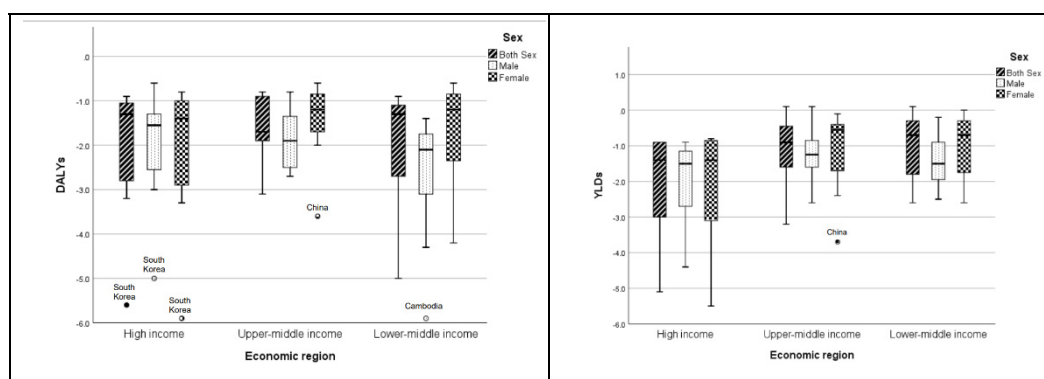 Sex
Both Sex
Male
Female
.0
-1.0
-2.0
-3.0
-4.0
-5.0
-6.0
DALYs
China
South
Korea
South
Korea
South
Korea
Cambodia
High income
Upper-middle income
Lower-middle income
Economic region
Sex
Both Sex
Male
Female
1.0
.0
-1.0
-2.0
-3.0
-4.0
-5.0
-6.0
YLDs
China
High income
Upper-middle income
Lower-middle income
Economic region